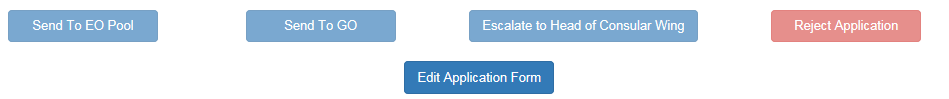 Send To EO Pool Send To GO Escalate to Head of Consular Wing Reject Application
Edit Application Form